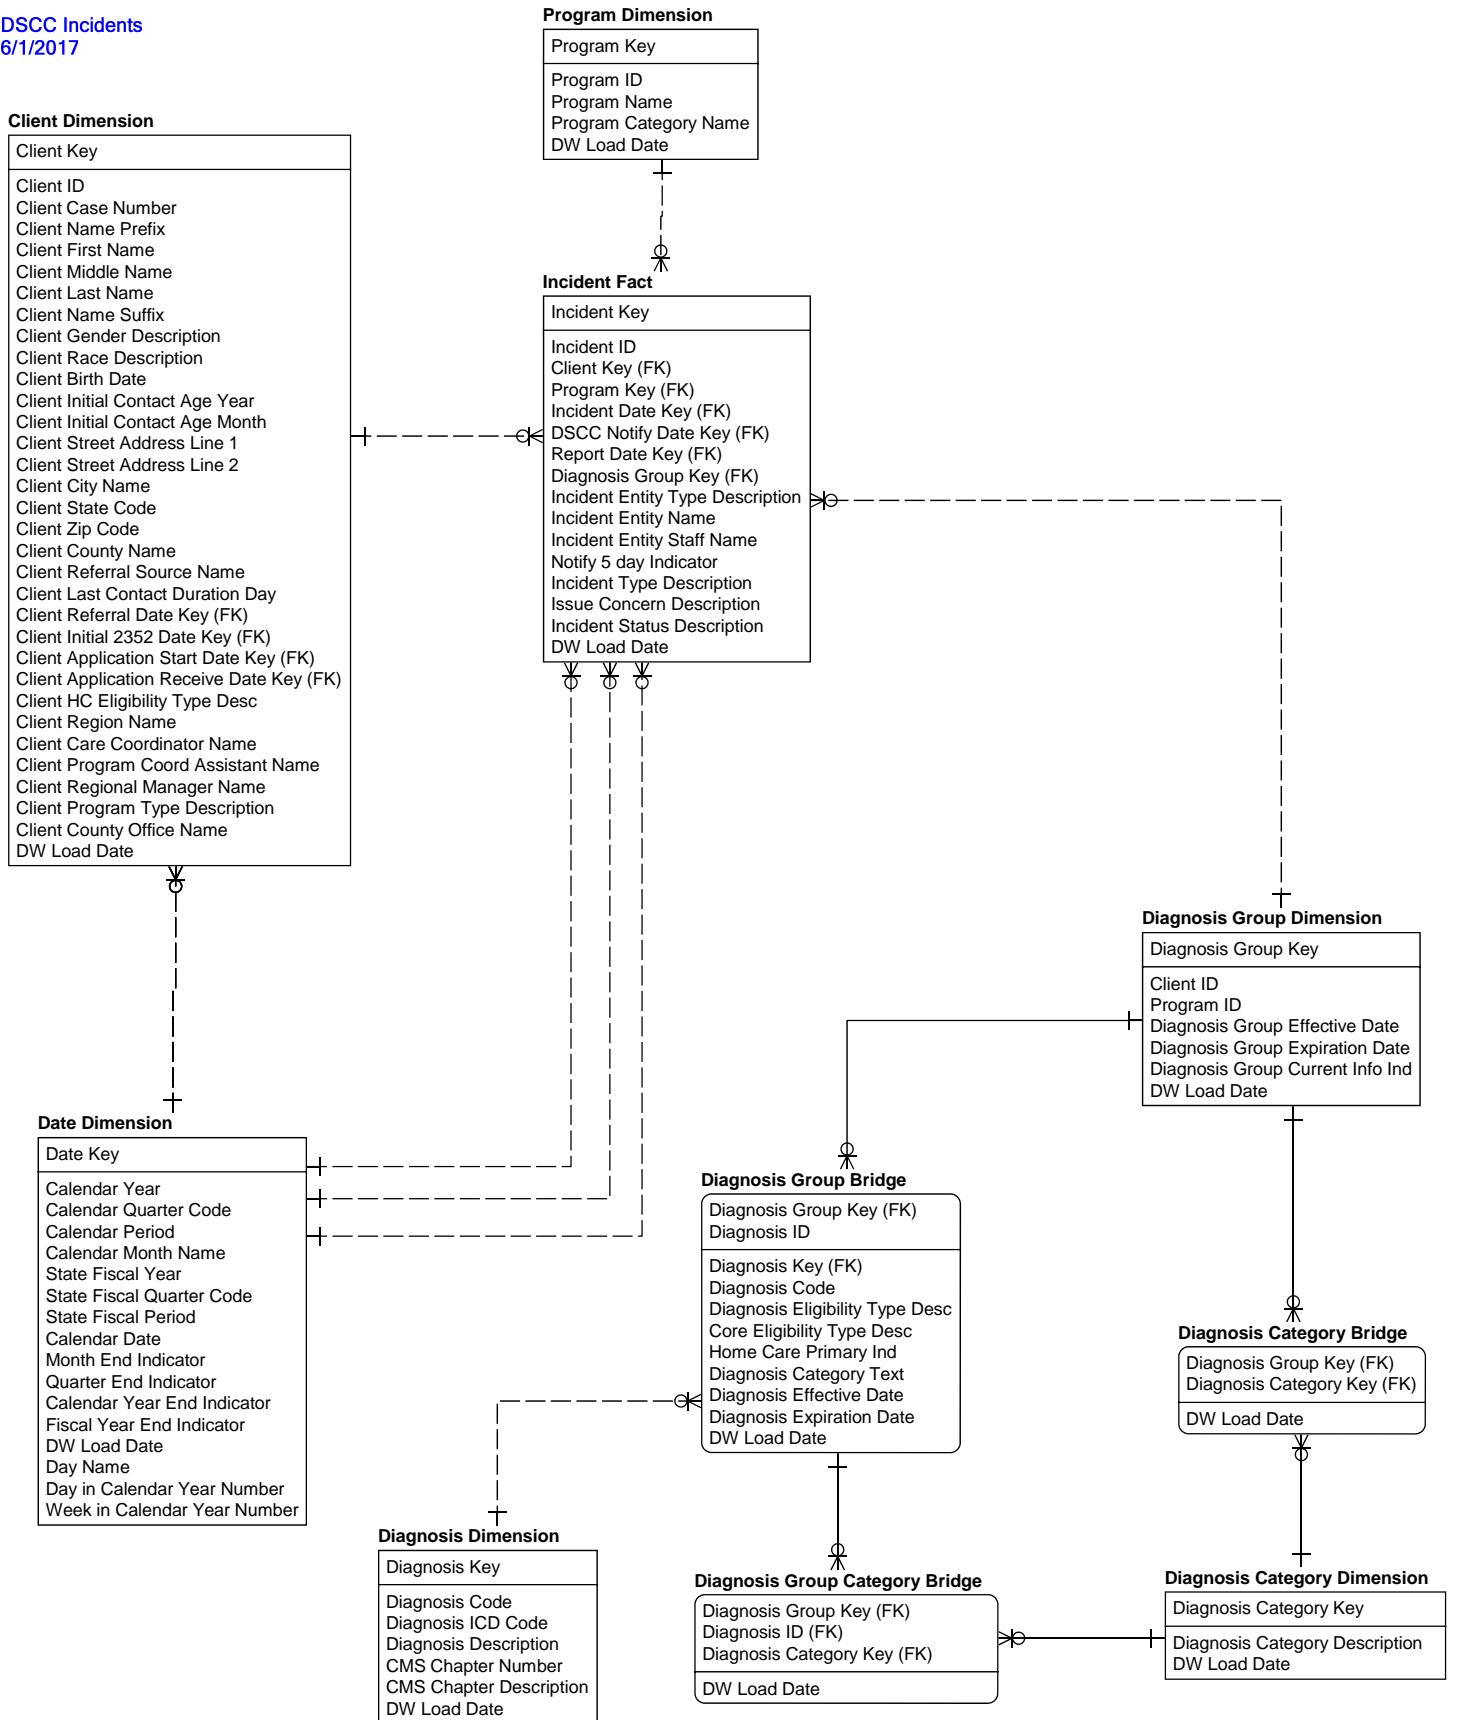 DSCC Incidents
6/1/2017
Program Dimension
Program Key
Program ID
Program Name
Program Category Name
DW Load Date
Client Dimension
Client Key
Client ID
Client Case Number
Client Name Prefix
Client First Name
Client Middle Name
Client Last Name
Client Name Suffix
Client Gender Description
Client Race Description
Client Birth Date
Client Initial Contact Age Year
Client Initial Contact Age Month
Client Street Address Line 1
Client Street Address Line 2
Client City Name
Client State Code
Client Zip Code
Client County Name
Client Referral Source Name
Client Last Contact Duration Day
Client Referral Date Key (FK)
Client Initial 2352 Date Key (FK)
Client Application Start Date Key (FK)
Client Application Receive Date Key (FK)
Client HC Eligibility Type Desc
Client Region Name
Client Care Coordinator Name
Client Program Coord Assistant Name
Client Regional Manager Name
Client Program Type Description
Client County Office Name
DW Load Date
Incident Fact
Incident Key
Incident ID
Client Key (FK)
Program Key (FK)
Incident Date Key (FK)
DSCC Notify Date Key (FK)
Report Date Key (FK)
Diagnosis Group Key (FK)
Incident Entity Type Description
Incident Entity Name
Incident Entity Staff Name
Notify 5 day Indicator
Incident Type Description
Issue Concern Description
Incident Status Description
DW Load Date
Diagnosis Group Dimension
Diagnosis Group Key
Client ID
Program ID
Diagnosis Group Effective Date
Diagnosis Group Expiration Date
Diagnosis Group Current Info Ind
DW Load Date
Date Dimension
Date Key
Calendar Year
Calendar Quarter Code
Calendar Period
Calendar Month Name
State Fiscal Year
State Fiscal Quarter Code
State Fiscal Period
Calendar Date
Month End Indicator
Quarter End Indicator
Calendar Year End Indicator
Fiscal Year End Indicator
DW Load Date
Day Name
Day in Calendar Year Number
Week in Calendar Year Number
Diagnosis Group Bridge
Diagnosis Group Key (FK)
Diagnosis ID
Diagnosis Key (FK)
Diagnosis Code
Diagnosis Eligibility Type Desc
Core Eligibility Type Desc
Home Care Primary Ind
Diagnosis Category Text
Diagnosis Effective Date
Diagnosis Expiration Date
DW Load Date
Diagnosis Category Bridge
Diagnosis Group Key (FK)
Diagnosis Category Key (FK)
DW Load Date
Diagnosis Dimension
Diagnosis Key
Diagnosis Code
Diagnosis ICD Code
Diagnosis Description
CMS Chapter Number
CMS Chapter Description
DW Load Date
Diagnosis Group Category Bridge
Diagnosis Group Key (FK)
Diagnosis ID (FK)
Diagnosis Category Key (FK)
DW Load Date
Diagnosis Category Dimension
Diagnosis Category Key
Diagnosis Category Description
DW Load Date